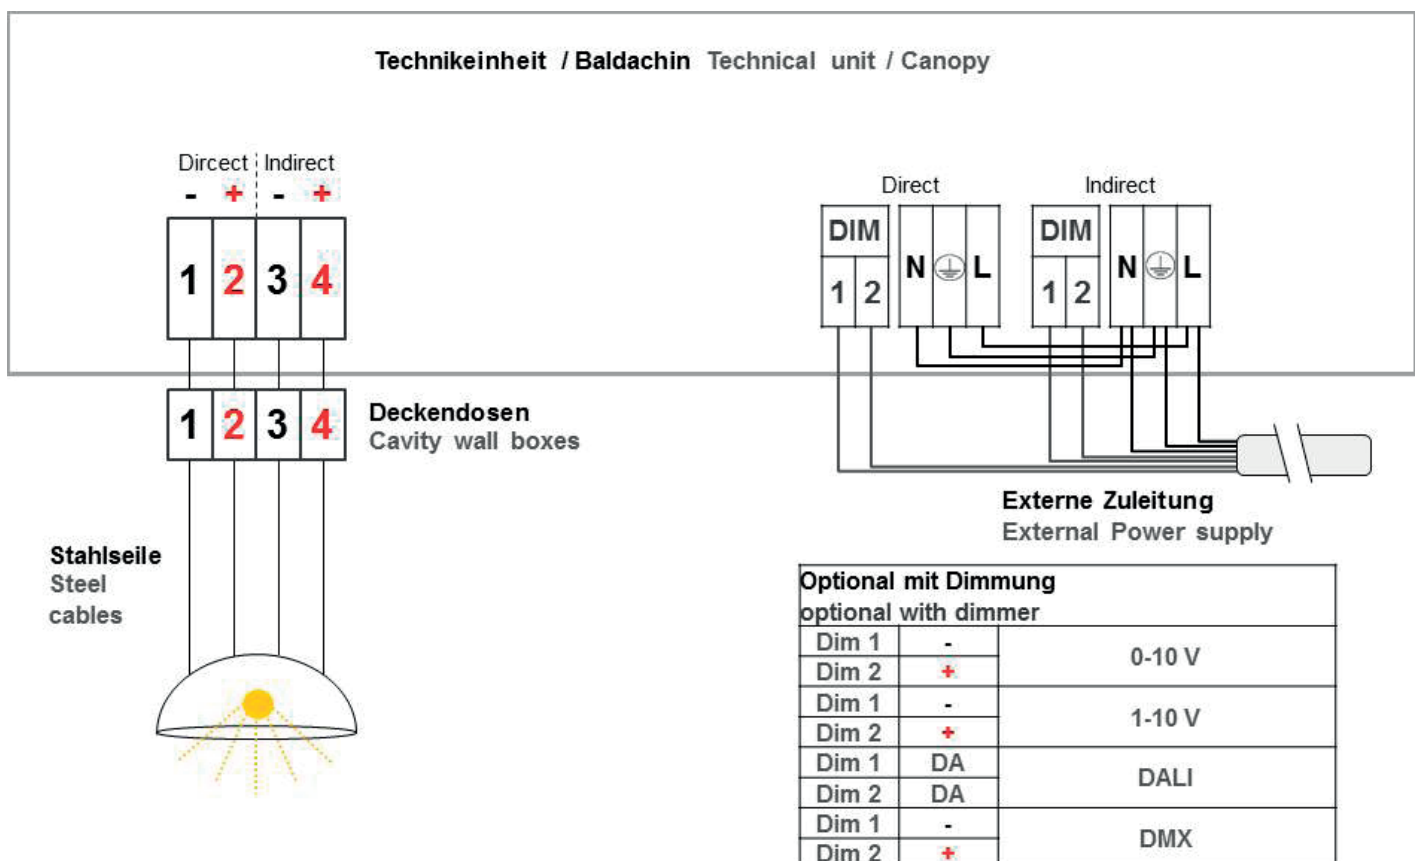 Technikeinheit / Baldachin Technical unit / Canopy
Dircect Indirect
- + - +
1 2 3 4
1 2 3 4
Deckendosen
Cavity wall boxes
Stahlseile
Steel
cables
Direct Indirect
DIM DIM
N L N L
1 2 1 2
Externe Zuleitung
External Power supply
Optional mit Dimmung
optional with dimmer
Dim 1 -
0-10 V
Dim 2 +
Dim 1 -
1-10 V
Dim 2 +
Dim 1 DA
DALI
Dim 2 DA
Dim 1 -
DMX
Dim 2 +